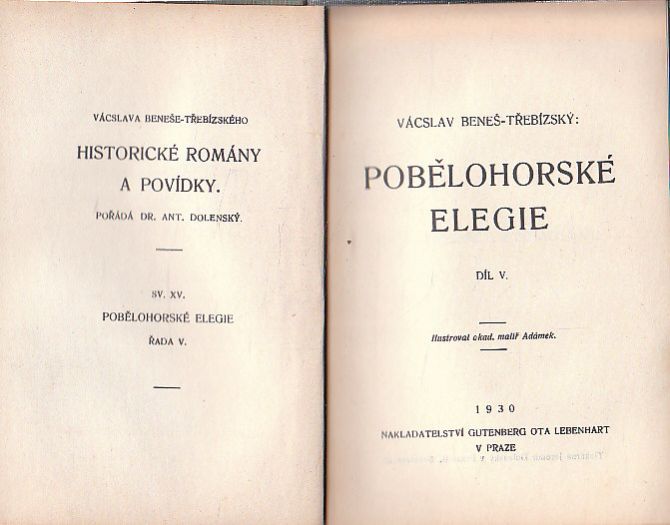 VÁCSLAVA BENEŠE-TŘEBÍZSKÉHO
HISTORICKÉ ROMÁNY
A POVÍDKY.
POŘÁDÁ DR. ANT. DOLENSKÝ.
SV. XV.
POBĚLOHORSKÉ ELEGIE
ŘADA V.
VÁCSLAV BENEŠ-TŘEBÍZSKÝ:
POBĚLOHORSKÉ
ELEGIE
DÍL V.
Ilustroval akad. malíř Adámek.
1930
NAKLADATELSTVÍ GUTENBERG OTA LEBENHART
V PRAZE